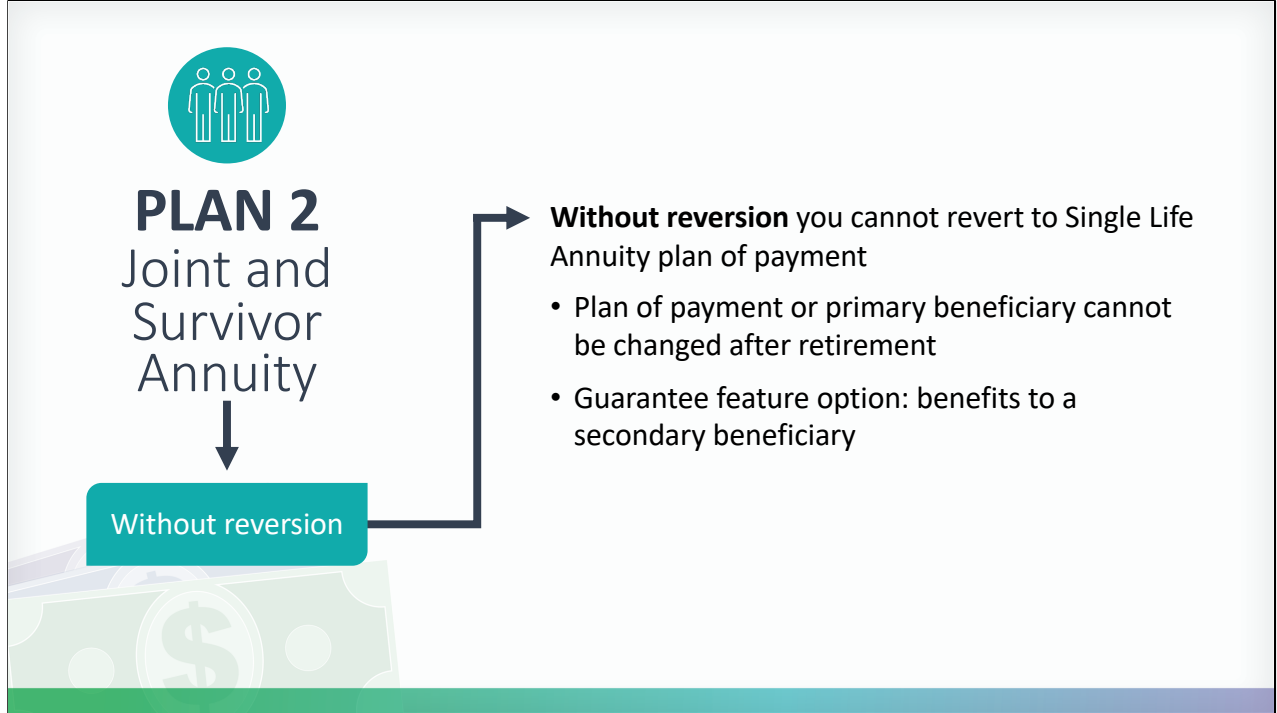 PLAN 2
Joint and
Survivor
Annuity
Without reversion
Without reversion you cannot revert to Single Life
Annuity plan of payment
• Plan of payment or primary beneficiary cannot
be changed after retirement
• Guarantee feature option: benefits to a
secondary beneficiary
$
$